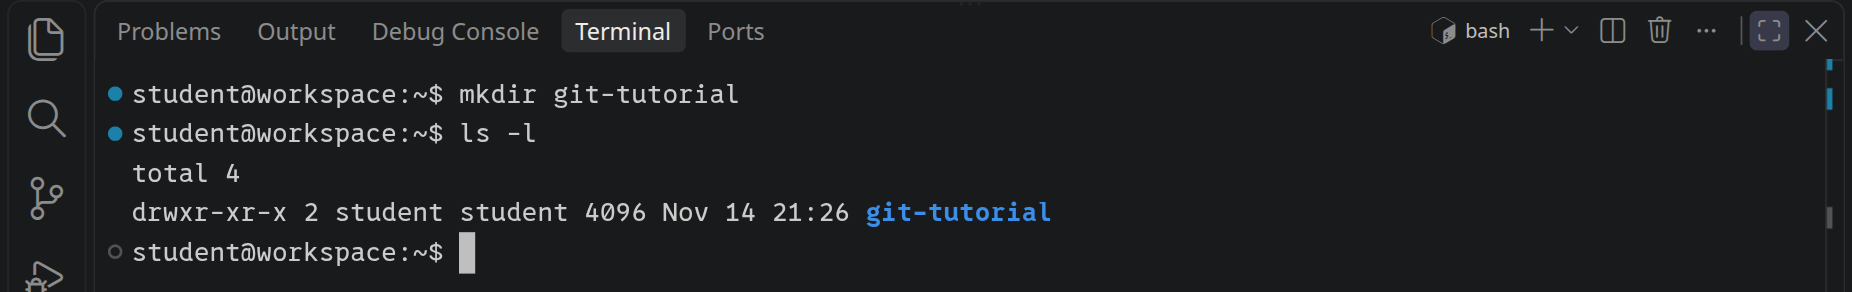 Problems Output Debug Console Terminal Ports bash
student@workspace:~$ mkdir git-tutorial
student@workspace:~$ ls -l
total 4
drwxr-xr-x 2 student student 4096 Nov 14 21:26 git-tutorial
student@workspace:~$